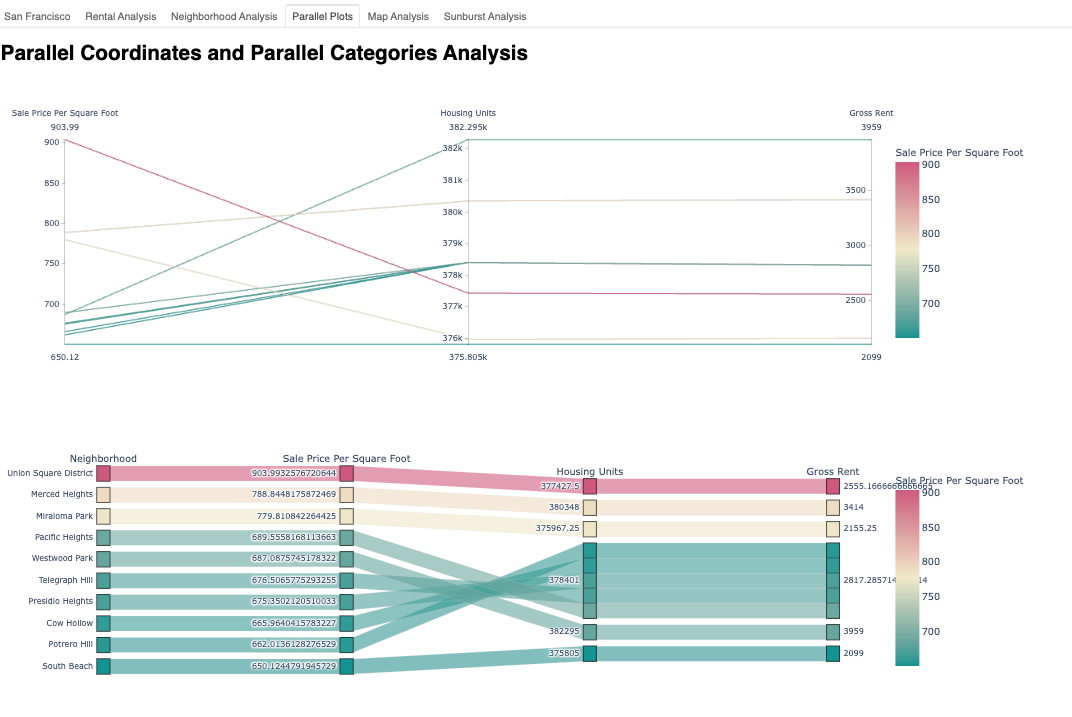 San Francisco Rental Analysis Neighborhood Analysis Parallel Plots Map Analysis Sunburst Analysis
Parallel Coordinates and Parallel Categories Analysis
Sale Price Per Square Foot Housing Units Gross Rent
903.99 382.295k 3959
900
850
800
750
700
650.12
382k
381k
380k
379k
378k
377k
376k
375.805k
3500
3000
2500
2099
Sale Price Per Square Foot
900
850
800
750
700
Neighborhood Sale Price Per Square Foot Housing Units Gross Rent
Union Square District 903.9932576720644 377427.5 2555.1666666666665
Merced Heights 788.8448175872469 380348 3414
Miraloma Park 779.810842264425 375967.25 2155.25
Pacific Heights 689.5558168113663
Westwood Park 687.0875745178322
Telegraph Hill 676.5065775293255 378401 2817.285714 14
Presidio Heights 675.3502120510033
Cow Hollow 665.9640415783227 382295 3959
Potrero Hill 662.0136128276529 375805 2099
South Beach 650.1244791945729
Sale Price Per Square Foot
900
850
800
750
700